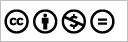 cc
$
=